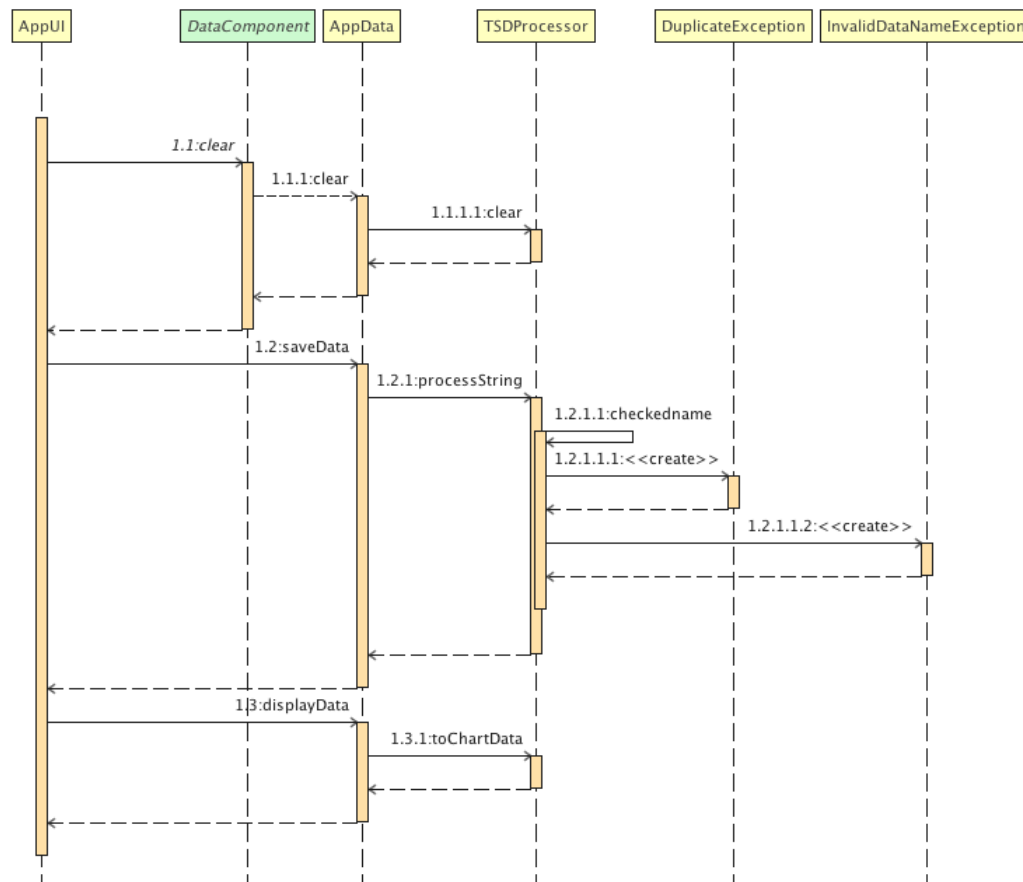 AppUI
DataComponent
AppData
TSDProcessor
DuplicateException
InvalidDataNameException
1.1:clear
1.1.1:clear
1.1.1.1:clear
1.2:saveData
1.2.1:processString
1.2.1.1:checkedname
1.2.1.1.1:<<create>>
1.2.1.1.2:<<create>>
1.3:displayData
1.3.1:toChartData